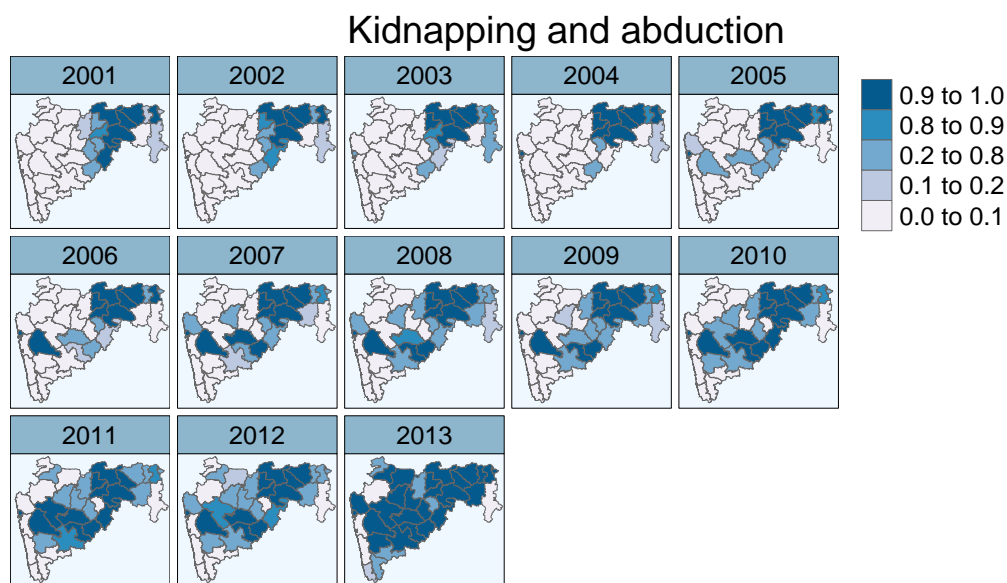 Kidnapping and abduction
2001 2002 2003 2004 2005
0.9 to 1.0
0.8 to 0.9
0.2 to 0.8
0.1 to 0.2
0.0 to 0.1
2006 2007 2008 2009 2010
2011 2012 2013